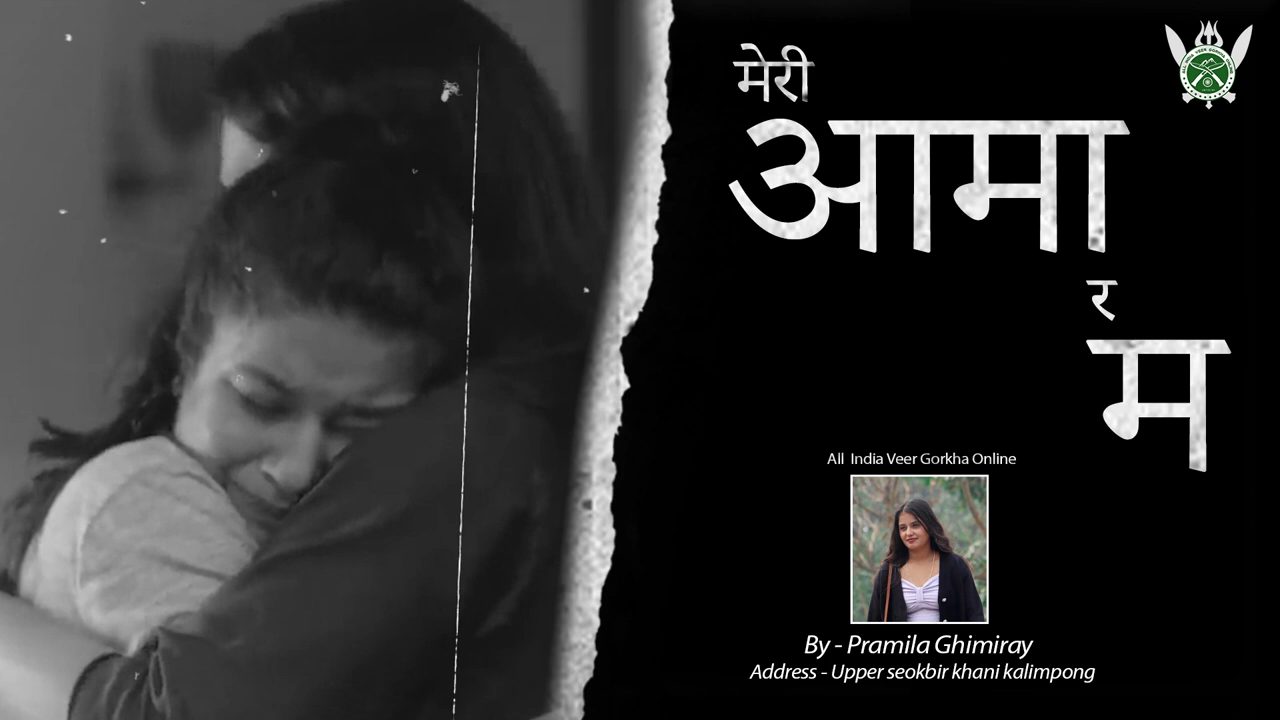 मेरी
आमा
र
म
All India Veer Gorkha Online
By - Pramila Ghimiray
Address - Upper seokbir khani kalimpong